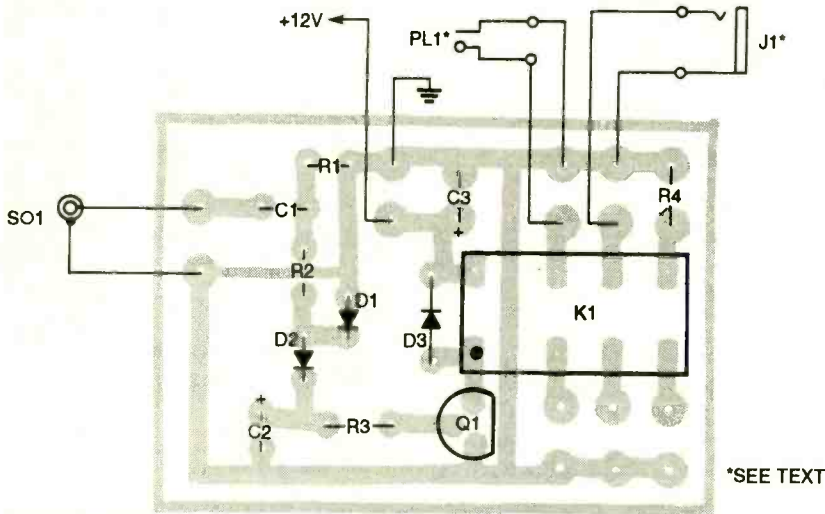 +12V
PL1*
J1*
R1
C3
R4
C1
+
SO1
R2
D1
K1
D2
D3
+
C2
R3
Q1
*SEE TEXT